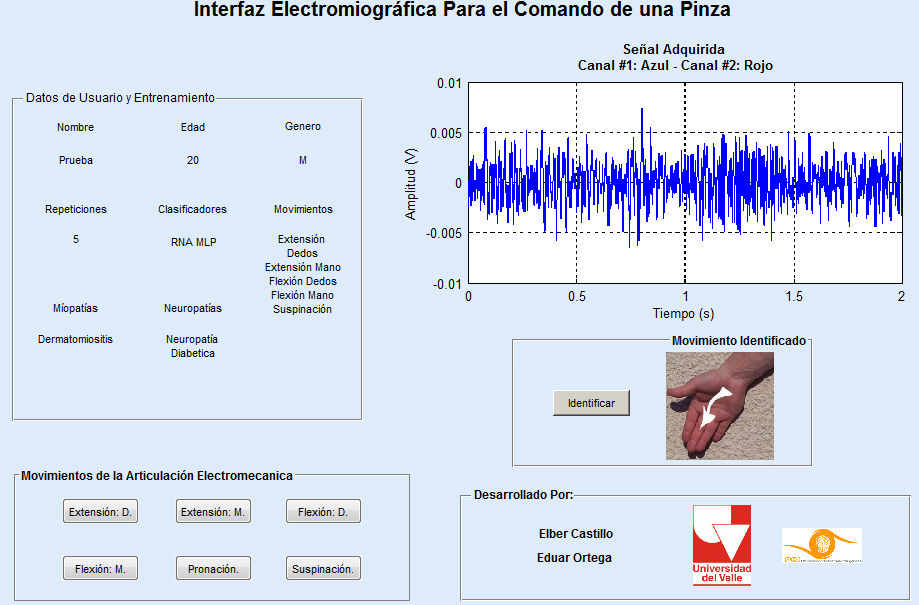 Interfaz Electromiográfica Para el Comando de una Pinza
Datos de Usuario y Entrenamiento
Nombre
Edad
Genero
Prueba
20
M
Repeticiones
Clasificadores
Movimientos
5
RNA MLP
Extensión
Dedos
Extensión Mano
Flexión Dedos
Flexión Mano
Suspinación
Míopatías
Neuropatías
Dermatomiositis
Neuropatía
Diabetica
Señal Adquirida
Canal #1: Azul - Canal #2: Rojo
Amplitud (V)
0.01
0.005
0
-0.005
-0.01
0
0.5
1
1.5
2
Tiempo (s)
Movimiento Identificado
Identificar
Movimientos de la Articulación Electromecanica
Extensión: D.
Extensión: M.
Flexión: D.
Flexión: M.
Pronación.
Suspinación.
Desarrollado Por:
Elber Castillo
Eduar Ortega
Universidad
del Valle